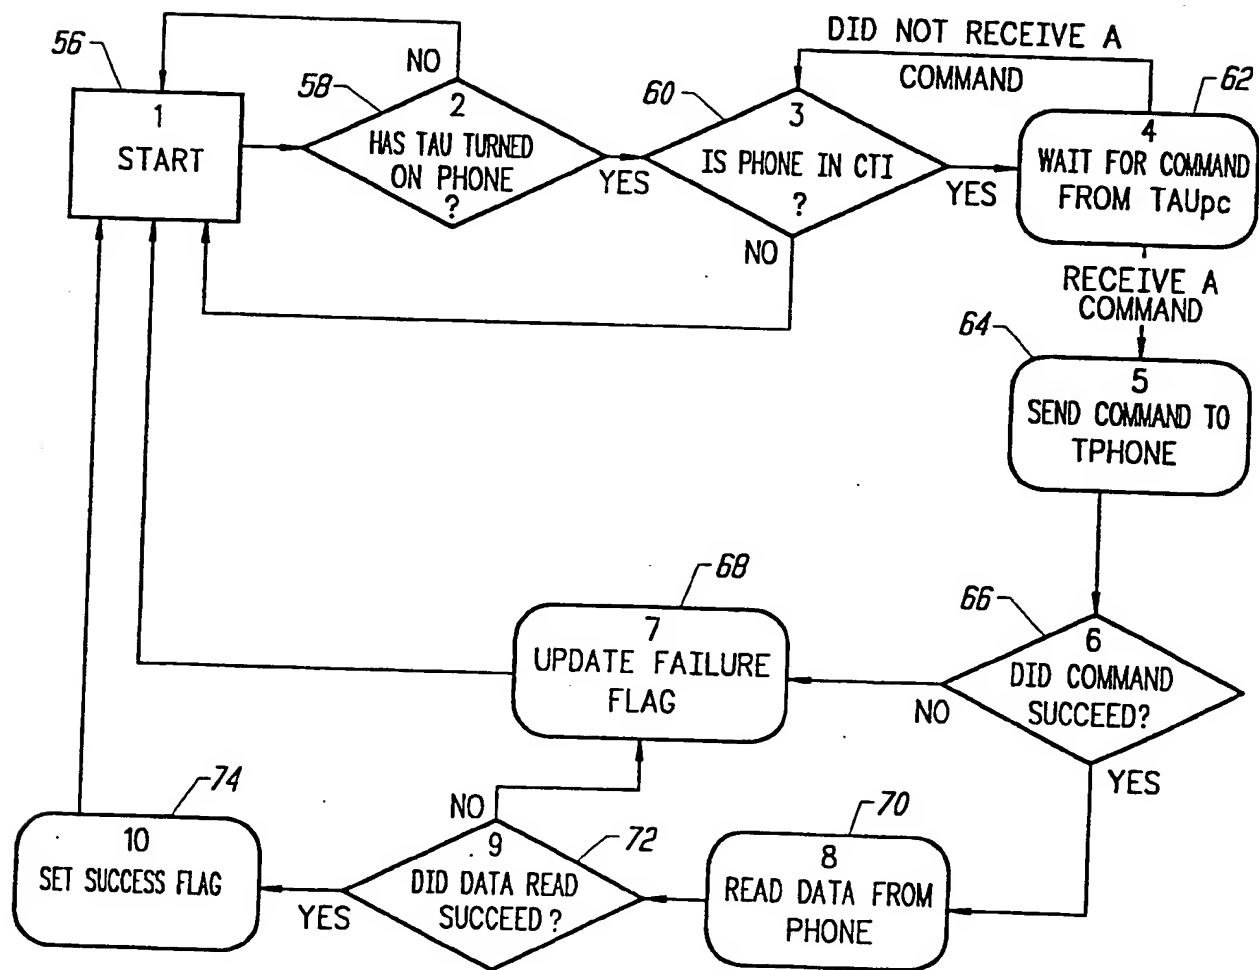 56
1
START
NO
58
2
HAS TAU TURNED
ON PHONE
?
YES
60
3
IS PHONE IN CTI
?
YES
NO
DID NOT RECEIVE A
COMMAND
62
4
WAIT FOR COMMAND
FROM TAUpc
RECEIVE A
COMMAND
64
5
SEND COMMAND TO
TPHONE
66
6
DID COMMAND
SUCCEED?
NO
YES
68
7
UPDATE FAILURE
FLAG
70
8
READ DATA FROM
PHONE
72
9
DID DATA READ
SUCCEED?
NO
YES
74
10
SET SUCCESS FLAG